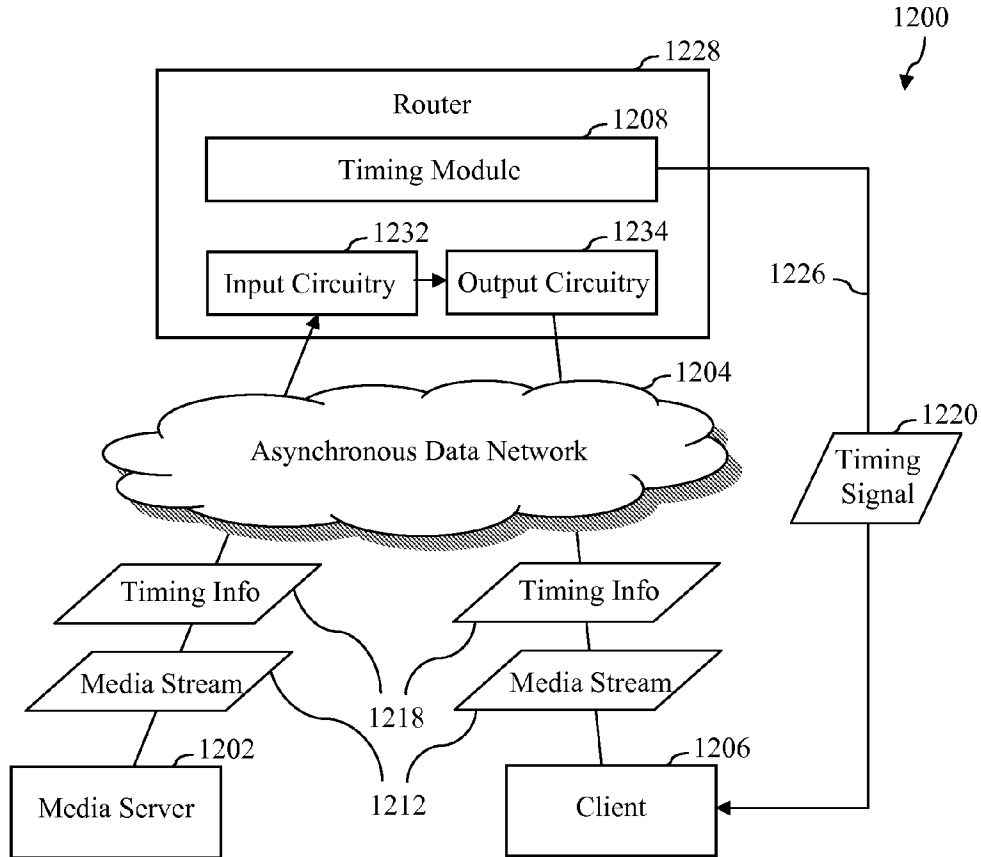 1200
1228
Router
1208
Timing Module
1232
1234
Input Circuitry
Output Circuitry
1226
1204
Asynchronous Data Network
1220
Timing
Signal
Timing Info
Timing Info
Media Stream
Media Stream
1218
1202
1206
1212
Media Server
Client